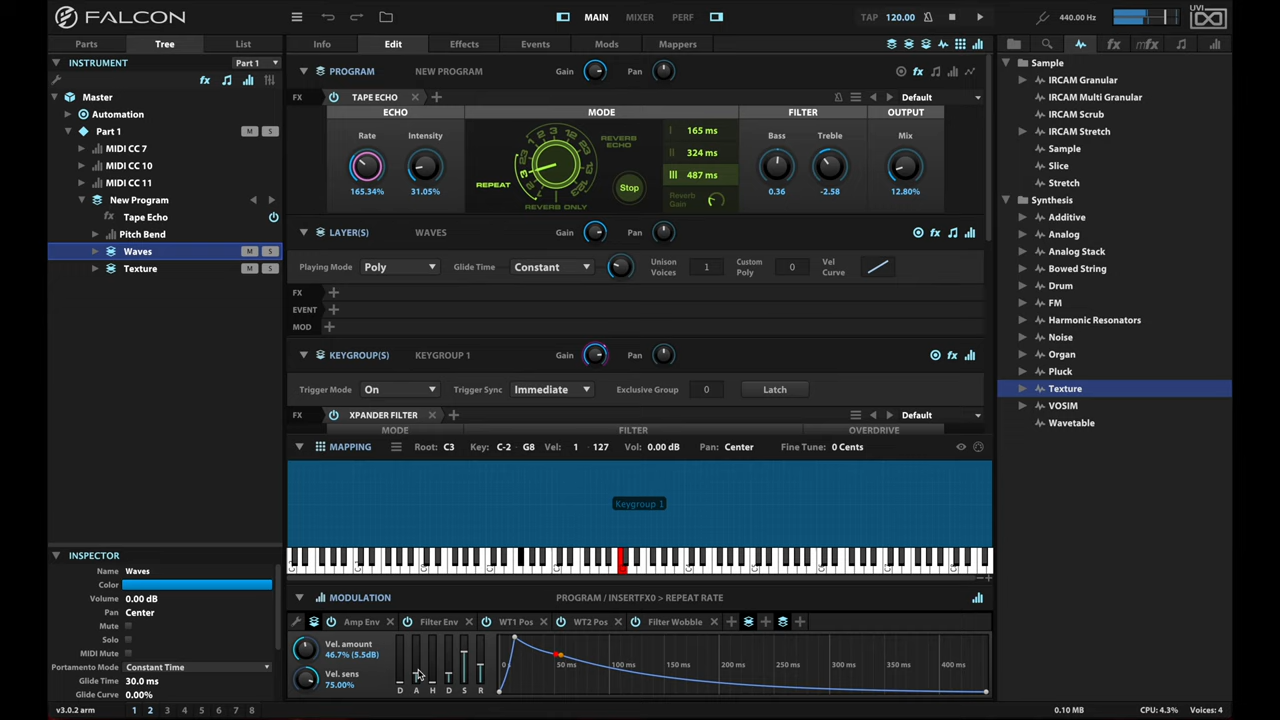 FALCON
MAIN MIXER PERF
TAP 120.00
440.00 Hz
UVI
Parts Tree List
Info Edit Effects Events Mods Mappers
INSTRUMENT Part 1
Master
Automation
Part 1 M S
MIDI CC 7
MIDI CC 10
MIDI CC 11
New Program
fx Tape Echo
Pitch Bend
Waves M S
Texture M S
PROGRAM NEW PROGRAM Gain Pan
FX TAPE ECHO Default
ECHO MODE FILTER OUTPUT
Rate Intensity REVERB ECHO Bass Treble Mix
I 165 ms
II 324 ms
III 487 ms
REPEAT Stop Reverb Gain
REVERB ONLY
165.34% 31.05% 0.36 -2.58 12.80%
LAYER(S) WAVES Gain Pan
Playing Mode Poly Glide Time Constant Unison Voices 1 Custom Poly 0 Vel Curve
FX
EVENT
MOD
KEYGROUP(S) KEYGROUP 1 Gain Pan
Trigger Mode On Trigger Sync Immediate Exclusive Group 0 Latch
FX XPANDER FILTER Default
MODE FILTER OVERDRIVE
MAPPING Root: C3 Key: C-2 - G8 Vel: 1 - 127 Vol: 0.00 dB Pan: Center Fine Tune: 0 Cents
Keygroup 1
MODULATION PROGRAM / INSERTFX0 > REPEAT RATE
Amp Env Filter Env WT1 Pos WT2 Pos Filter Wobble
Vel. amount
46.7% (5.5dB)
Vel. sens
75.00%
D A H D S R
0 s 50 ms 100 ms 150 ms 200 ms 250 ms 300 ms 350 ms 400 ms
INSPECTOR
Name Waves
Color
Volume 0.00 dB
Pan Center
Mute
Solo
MIDI Mute
Portamento Mode Constant Time
Glide Time 30.0 ms
Glide Curve 0.00%
v3.0.2 arm 1 2 3 4 5 6 7 8
0.10 MB CPU: 4.3% Voices: 4
Sample
IRCAM Granular
IRCAM Multi Granular
IRCAM Scrub
IRCAM Stretch
Sample
Slice
Stretch
Synthesis
Additive
Analog
Analog Stack
Bowed String
Drum
FM
Harmonic Resonators
Noise
Organ
Pluck
Texture
VOSIM
Wavetable